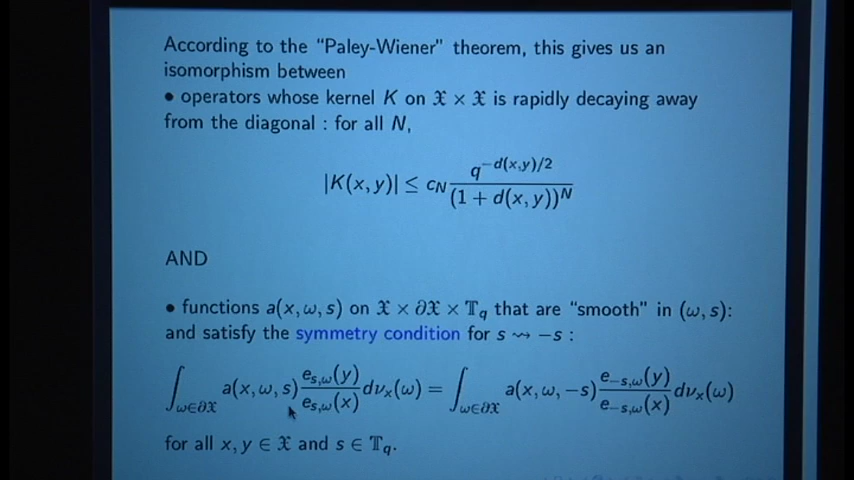 According to the “Paley-Wiener” theorem, this gives us an
isomorphism between
• operators whose kernel K on 𝔛 × 𝔛 is rapidly decaying away
from the diagonal : for all N,
|K(x, y)| ≤ c_N q^{−d(x,y)/2} / (1 + d(x, y))^N
AND
• functions a(x, ω, s) on 𝔛 × ∂𝔛 × 𝕋_q that are “smooth” in (ω, s):
and satisfy the symmetry condition for s ⇝ −s :
∫_{ω∈∂𝔛} a(x, ω, s) e_{s,ω}(y) / e_{s,ω}(x) dν_x(ω) = ∫_{ω∈∂𝔛} a(x, ω, −s) e_{−s,ω}(y) / e_{−s,ω}(x) dν_x(ω)
for all x, y ∈ 𝔛 and s ∈ 𝕋_q.